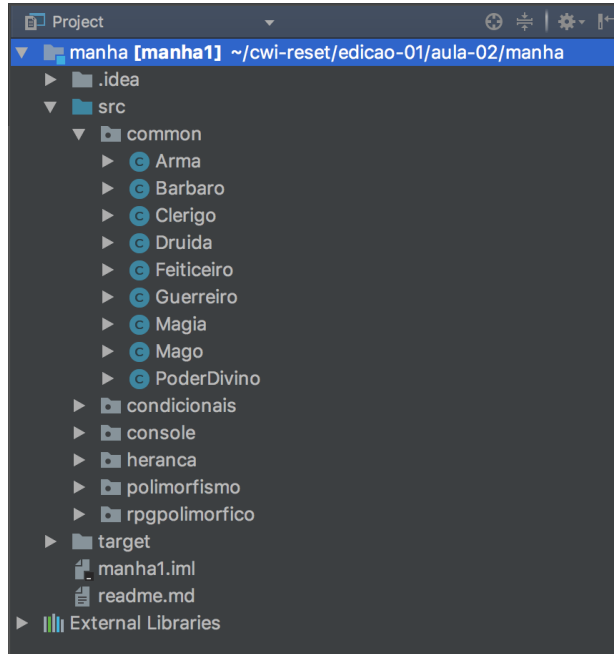 Project
manha [manha1] ~/cwi-reset/edicao-01/aula-02/manha
.idea
src
common
C Arma
C Barbaro
C Clerigo
C Druida
C Feiticeiro
C Guerreiro
C Magia
C Mago
C PoderDivino
condicionais
console
heranca
polimorfismo
rpgpolimorfico
target
manha1.iml
readme.md
External Libraries